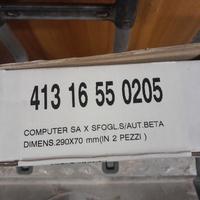 413 16 55 0205
COMPUTER SA X SFOGL.S/AUT.BETA
DIMENS.290X70 mm(IN 2 PEZZI )